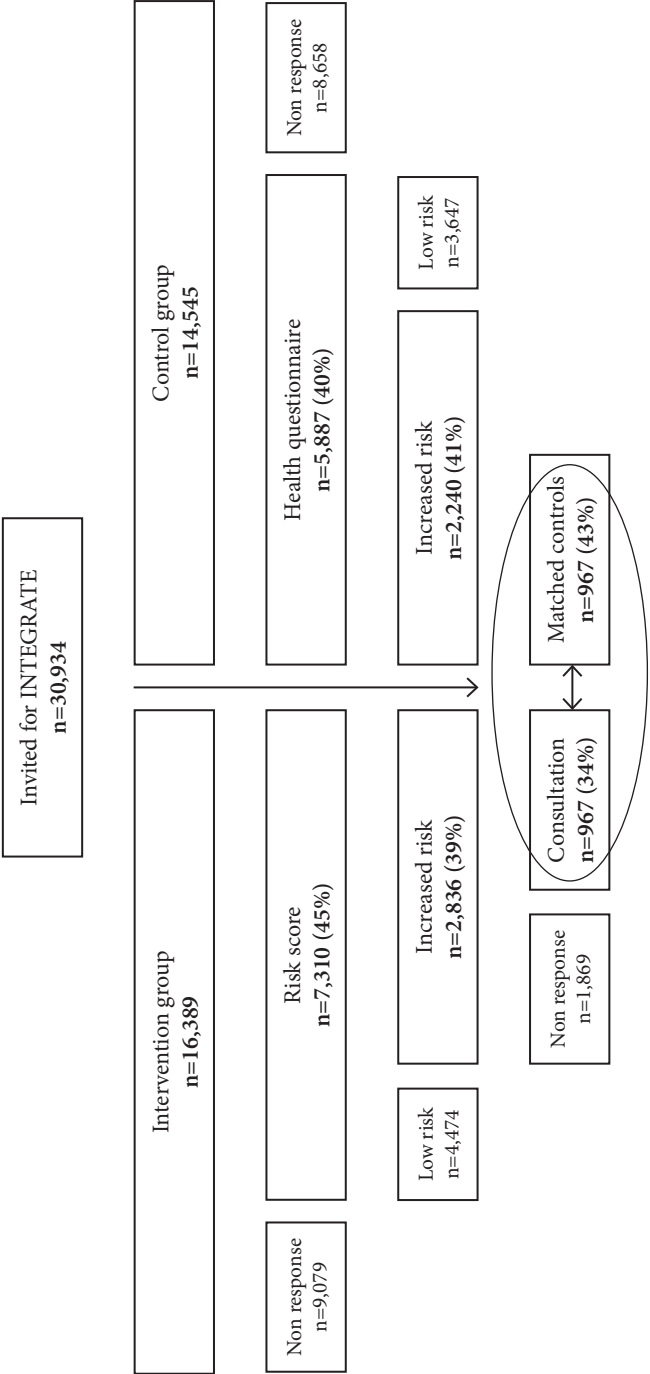 Invited for INTEGRATE
n=30,934
Intervention group
n=16,389
Control group
n=14,545
Non response
n=9,079
Risk score
n=7,310 (45%)
Health questionnaire
n=5,887 (40%)
Non response
n=8,658
Low risk
n=4,474
Increased risk
n=2,836 (39%)
Increased risk
n=2,240 (41%)
Low risk
n=3,647
Non response
n=1,869
Consultation
n=967 (34%)
Matched controls
n=967 (43%)